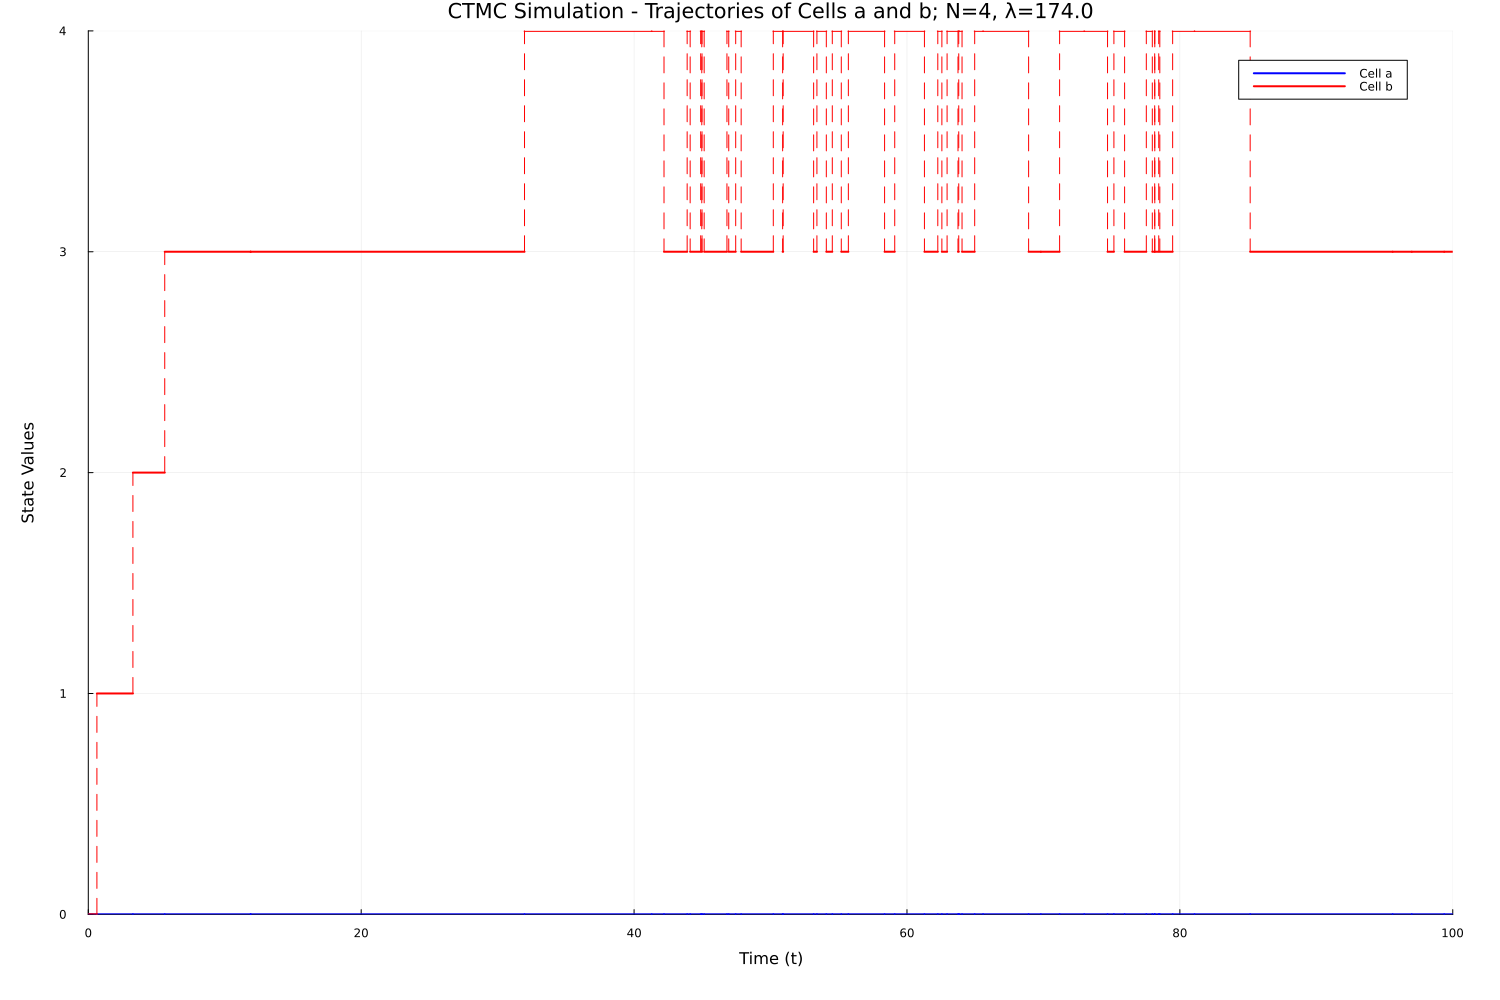 CTMC Simulation - Trajectories of Cells a and b; N=4, λ=174.0
4
Cell a
Cell b
3
State Values
2
1
0
0 20 40 60 80 100
Time (t)